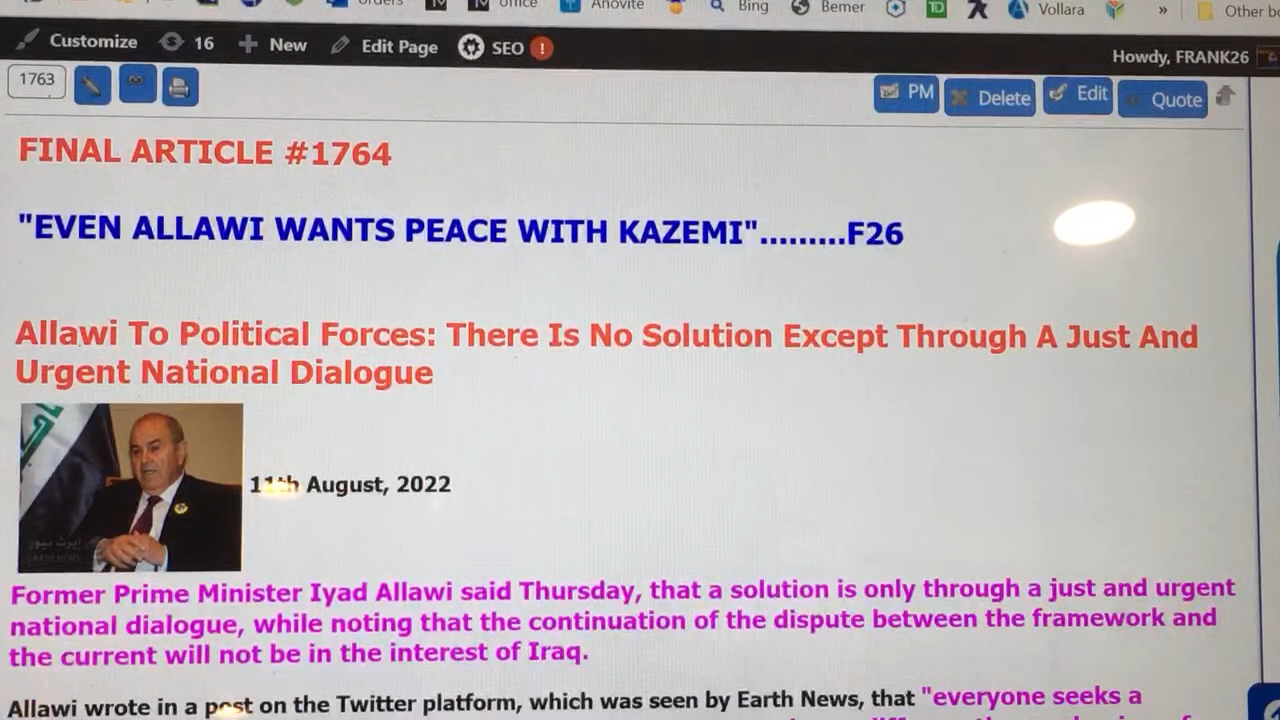 office Anovite Bing Bemer TD Vollara » Other bo
Customize 16 New Edit Page SEO ! Howdy, FRANK26
1763 PM Delete Edit Quote
FINAL ARTICLE #1764
"EVEN ALLAWI WANTS PEACE WITH KAZEMI".........F26
Allawi To Political Forces: There Is No Solution Except Through A Just And
Urgent National Dialogue
11th August, 2022
Former Prime Minister Iyad Allawi said Thursday, that a solution is only through a just and urgent
national dialogue, while noting that the continuation of the dispute between the framework and
the current will not be in the interest of Iraq.
Allawi wrote in a post on the Twitter platform, which was seen by Earth News, that "everyone seeks a